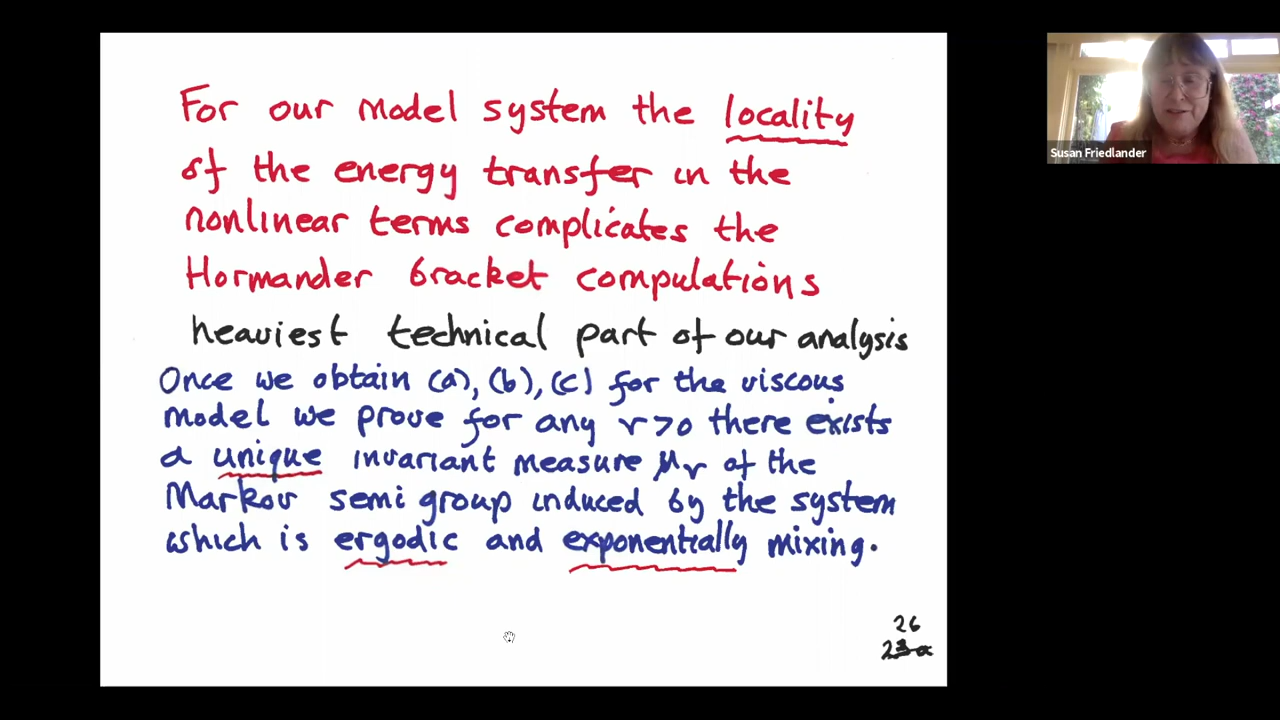 For our model system the locality
of the energy transfer in the
nonlinear terms complicates the
Hormander bracket compulations
heaviest technical part of our analysis
Once we obtain (a), (b), (c) for the viscous
model we prove for any ν>0 there exists
a unique invariant measure μν of the
Markov semi group induced by the system
which is ergodic and exponentially mixing.
26
Susan Friedlander